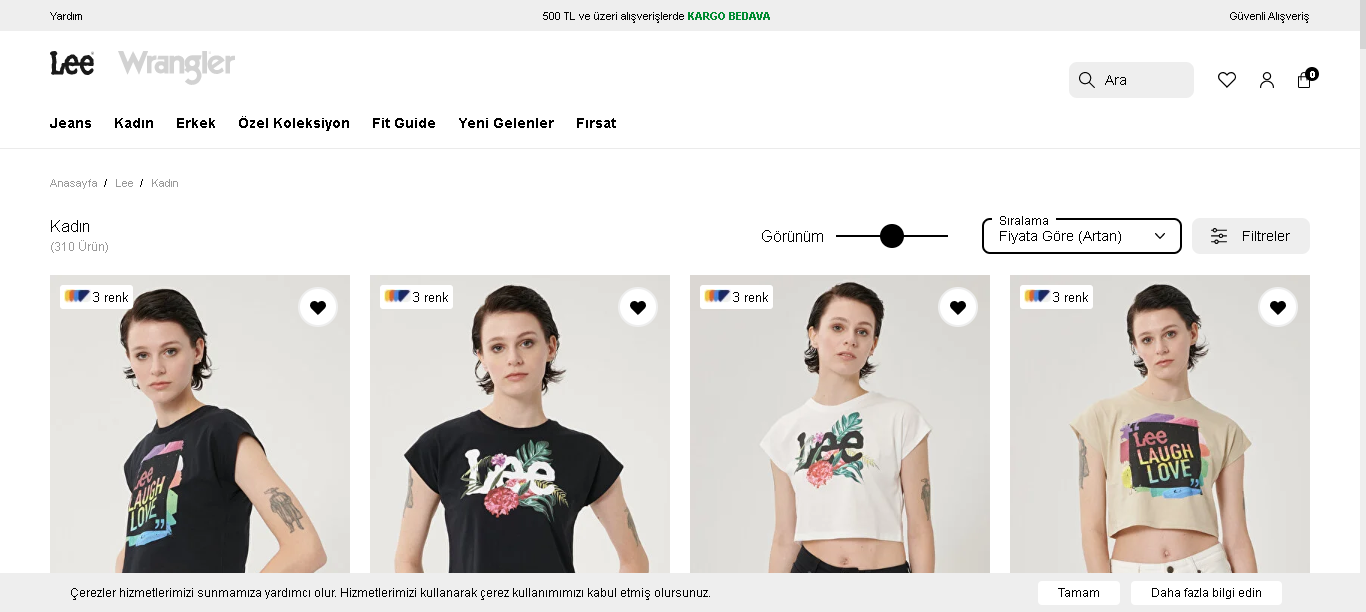 Yardım
500 TL ve üzeri alışverişlerde KARGO BEDAVA
Güvenli Alışveriş
Lee
Wrangler
Ara
0
Jeans
Kadın
Erkek
Özel Koleksiyon
Fit Guide
Yeni Gelenler
Fırsat
Anasayfa / Lee / Kadın
Kadın
(310 Ürün)
Görünüm
Sıralama
Fiyata Göre (Artan)
Filtreler
3 renk
3 renk
3 renk
3 renk
Lee
LAUGH
LOVE
Lee
Lee
Lee
LAUGH
LOVE
Çerezler hizmetlerimizi sunmamıza yardımcı olur. Hizmetlerimizi kullanarak çerez kullanımımızı kabul etmiş olursunuz.
Tamam
Daha fazla bilgi edin